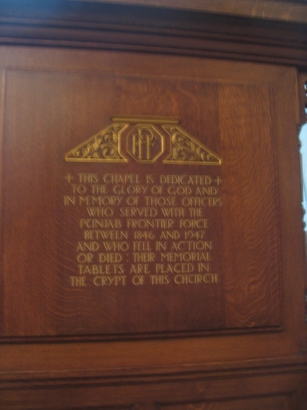 + THIS CHAPEL IS DEDICATED +
TO THE GLORY OF GOD AND
IN MEMORY OF THOSE OFFICERS
WHO SERVED WITH THE
PUNJAB FRONTIER FORCE
BETWEEN 1846 AND 1947
AND WHO FELL IN ACTION
OR DIED : THEIR MEMORIAL
TABLETS ARE PLACED IN
THE CRYPT OF THIS CHURCH